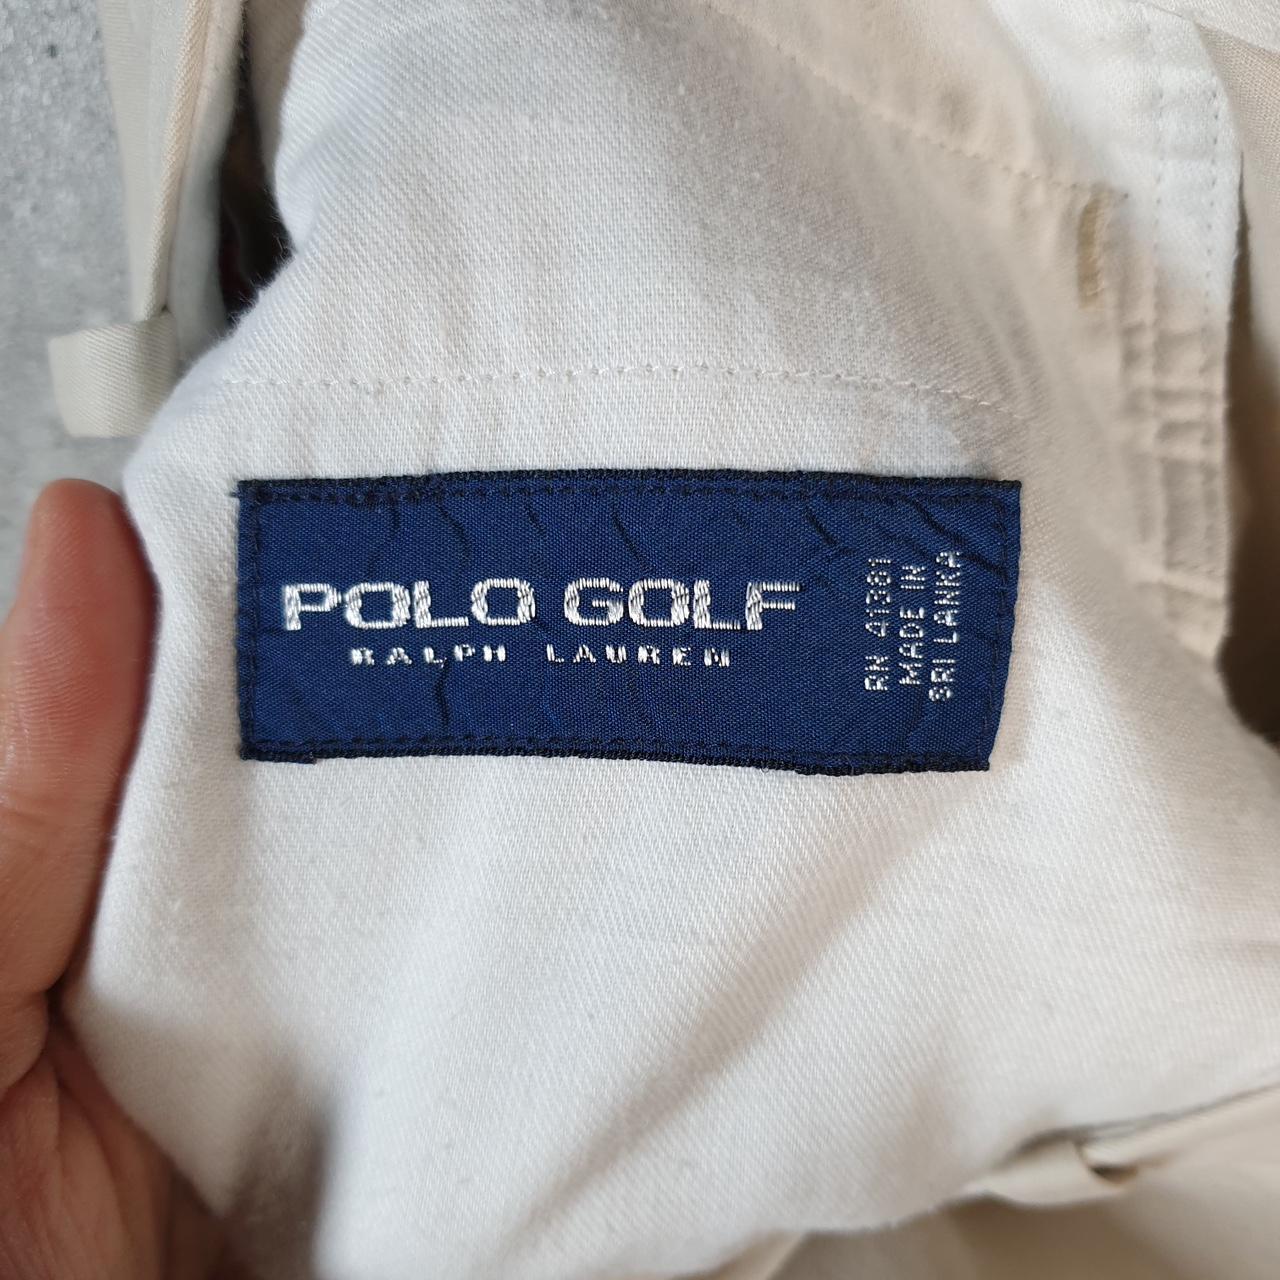 POLO GOLF
RALPH LAUREN
RN 41381
MADE IN
SRI LANKA